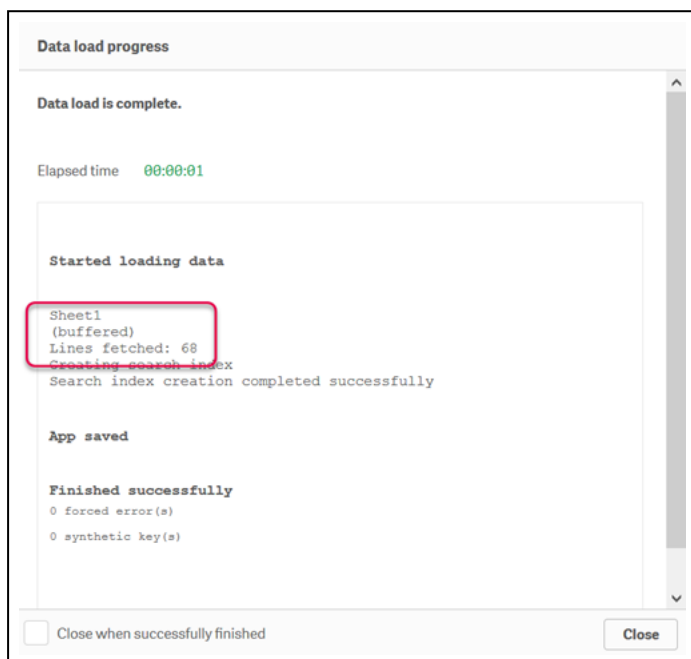 Data load progress
Data load is complete.
Elapsed time 00:00:01
Started loading data
Sheet1
(buffered)
Lines fetched: 68
Creating search index
Search index creation completed successfully
App saved
Finished successfully
0 forced error(s)
0 synthetic key(s)
Close when successfully finished
Close